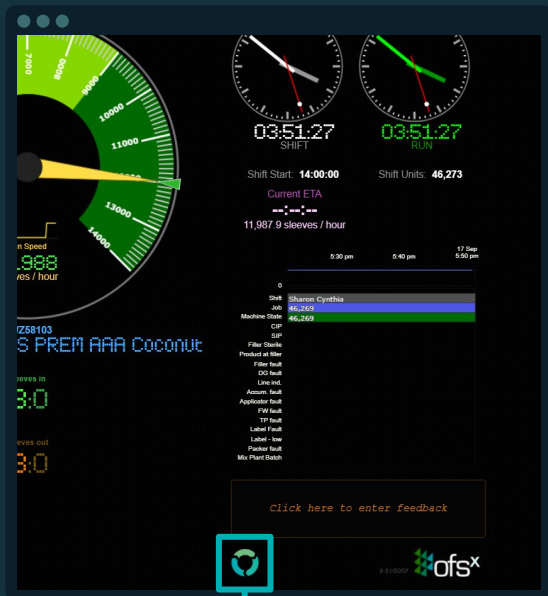 7000
8000
9000
10000
11000
13000
14000
03:51:27
SHIFT
03:51:27
RUN
Shift Start: 14:00:00
Shift Units: 46,273
Current ETA
--:--:--
11,987.9 sleeves / hour
n Speed
.988
ves / hour
5:30 pm
5:40 pm
17 Sep
5:50 pm
0
Shift
Sharon Cynthia
Job
46,269
Machine State
46,269
CIP
SIP
Filler Sterile
Product at filler
Filler fault
DG fault
Line ind.
Accum. fault
Applicator fault
FW fault
TP fault
Label Fault
Label - low
Packer fault
Mix Plant Batch
Z58103
S PREM AAA Coconut
eeves in
3:0
eves out
3:0
Click here to enter feedback
ofsx